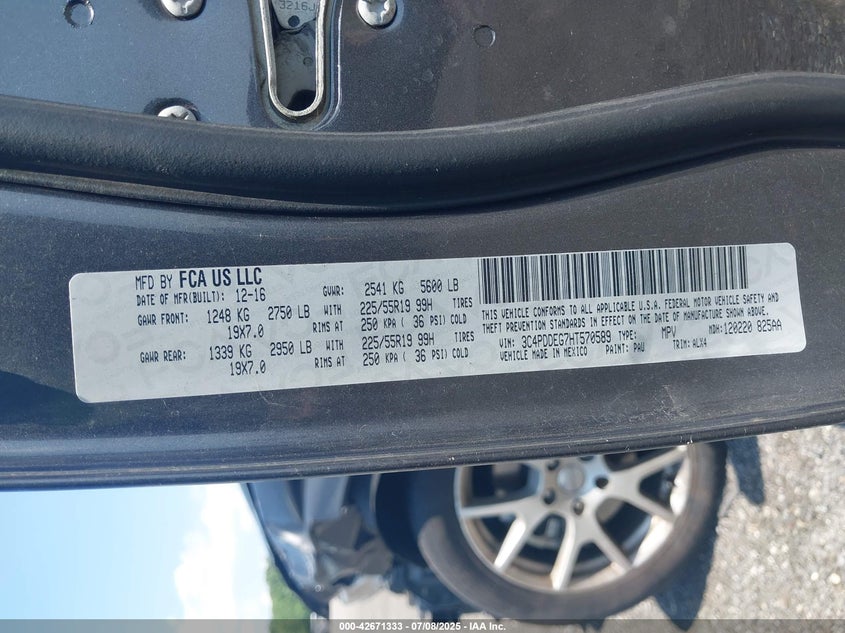 3216J
MFD BY FCA US LLC
DATE OF MFR(BUILT): 12-16 GVWR: 2541 KG 5600 LB
GAWR FRONT: 1248 KG 2750 LB WITH 225/55R19 99H TIRES
19X7.0 RIMS AT 250 KPA ( 36 PSI) COLD
GAWR REAR: 1339 KG 2950 LB WITH 225/55R19 99H TIRES
19X7.0 RIMS AT 250 KPA ( 36 PSI) COLD
THIS VEHICLE CONFORMS TO ALL APPLICABLE U.S.A. FEDERAL MOTOR VEHICLE SAFETY AND
THEFT PREVENTION STANDARDS IN EFFECT ON THE DATE OF MANUFACTURE SHOWN ABOVE.
VIN: 3C4PDDEG7HT570589 TYPE: MPV MDH:120220 825AA
VEHICLE MADE IN MEXICO PAINT: PAU TRIM: ALX4
000-42671333 - 07/08/2025 - IAA Inc.